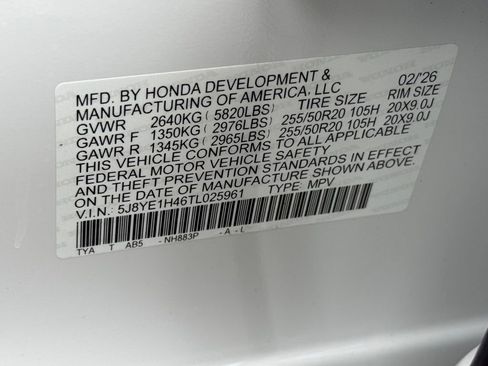 MFD. BY HONDA DEVELOPMENT & 02/'26
MANUFACTURING OF AMERICA, LLC
GVWR 2640KG ( 5820LBS) TIRE SIZE RIM SIZE
GAWR F 1350KG ( 2976LBS) 255/50R20 105H 20X9.0J
GAWR R 1345KG ( 2965LBS) 255/50R20 105H 20X9.0J
THIS VEHICLE CONFORMS TO ALL APPLICABLE
FEDERAL MOTOR VEHICLE SAFETY
AND THEFT PREVENTION STANDARDS IN EFFECT
ON THE DATE OF MANUFACTURE SHOWN ABOVE.
V.I.N.: 5J8YE1H46TL025961 TYPE: MPV
TYA T AB5 - NH883P - A - L